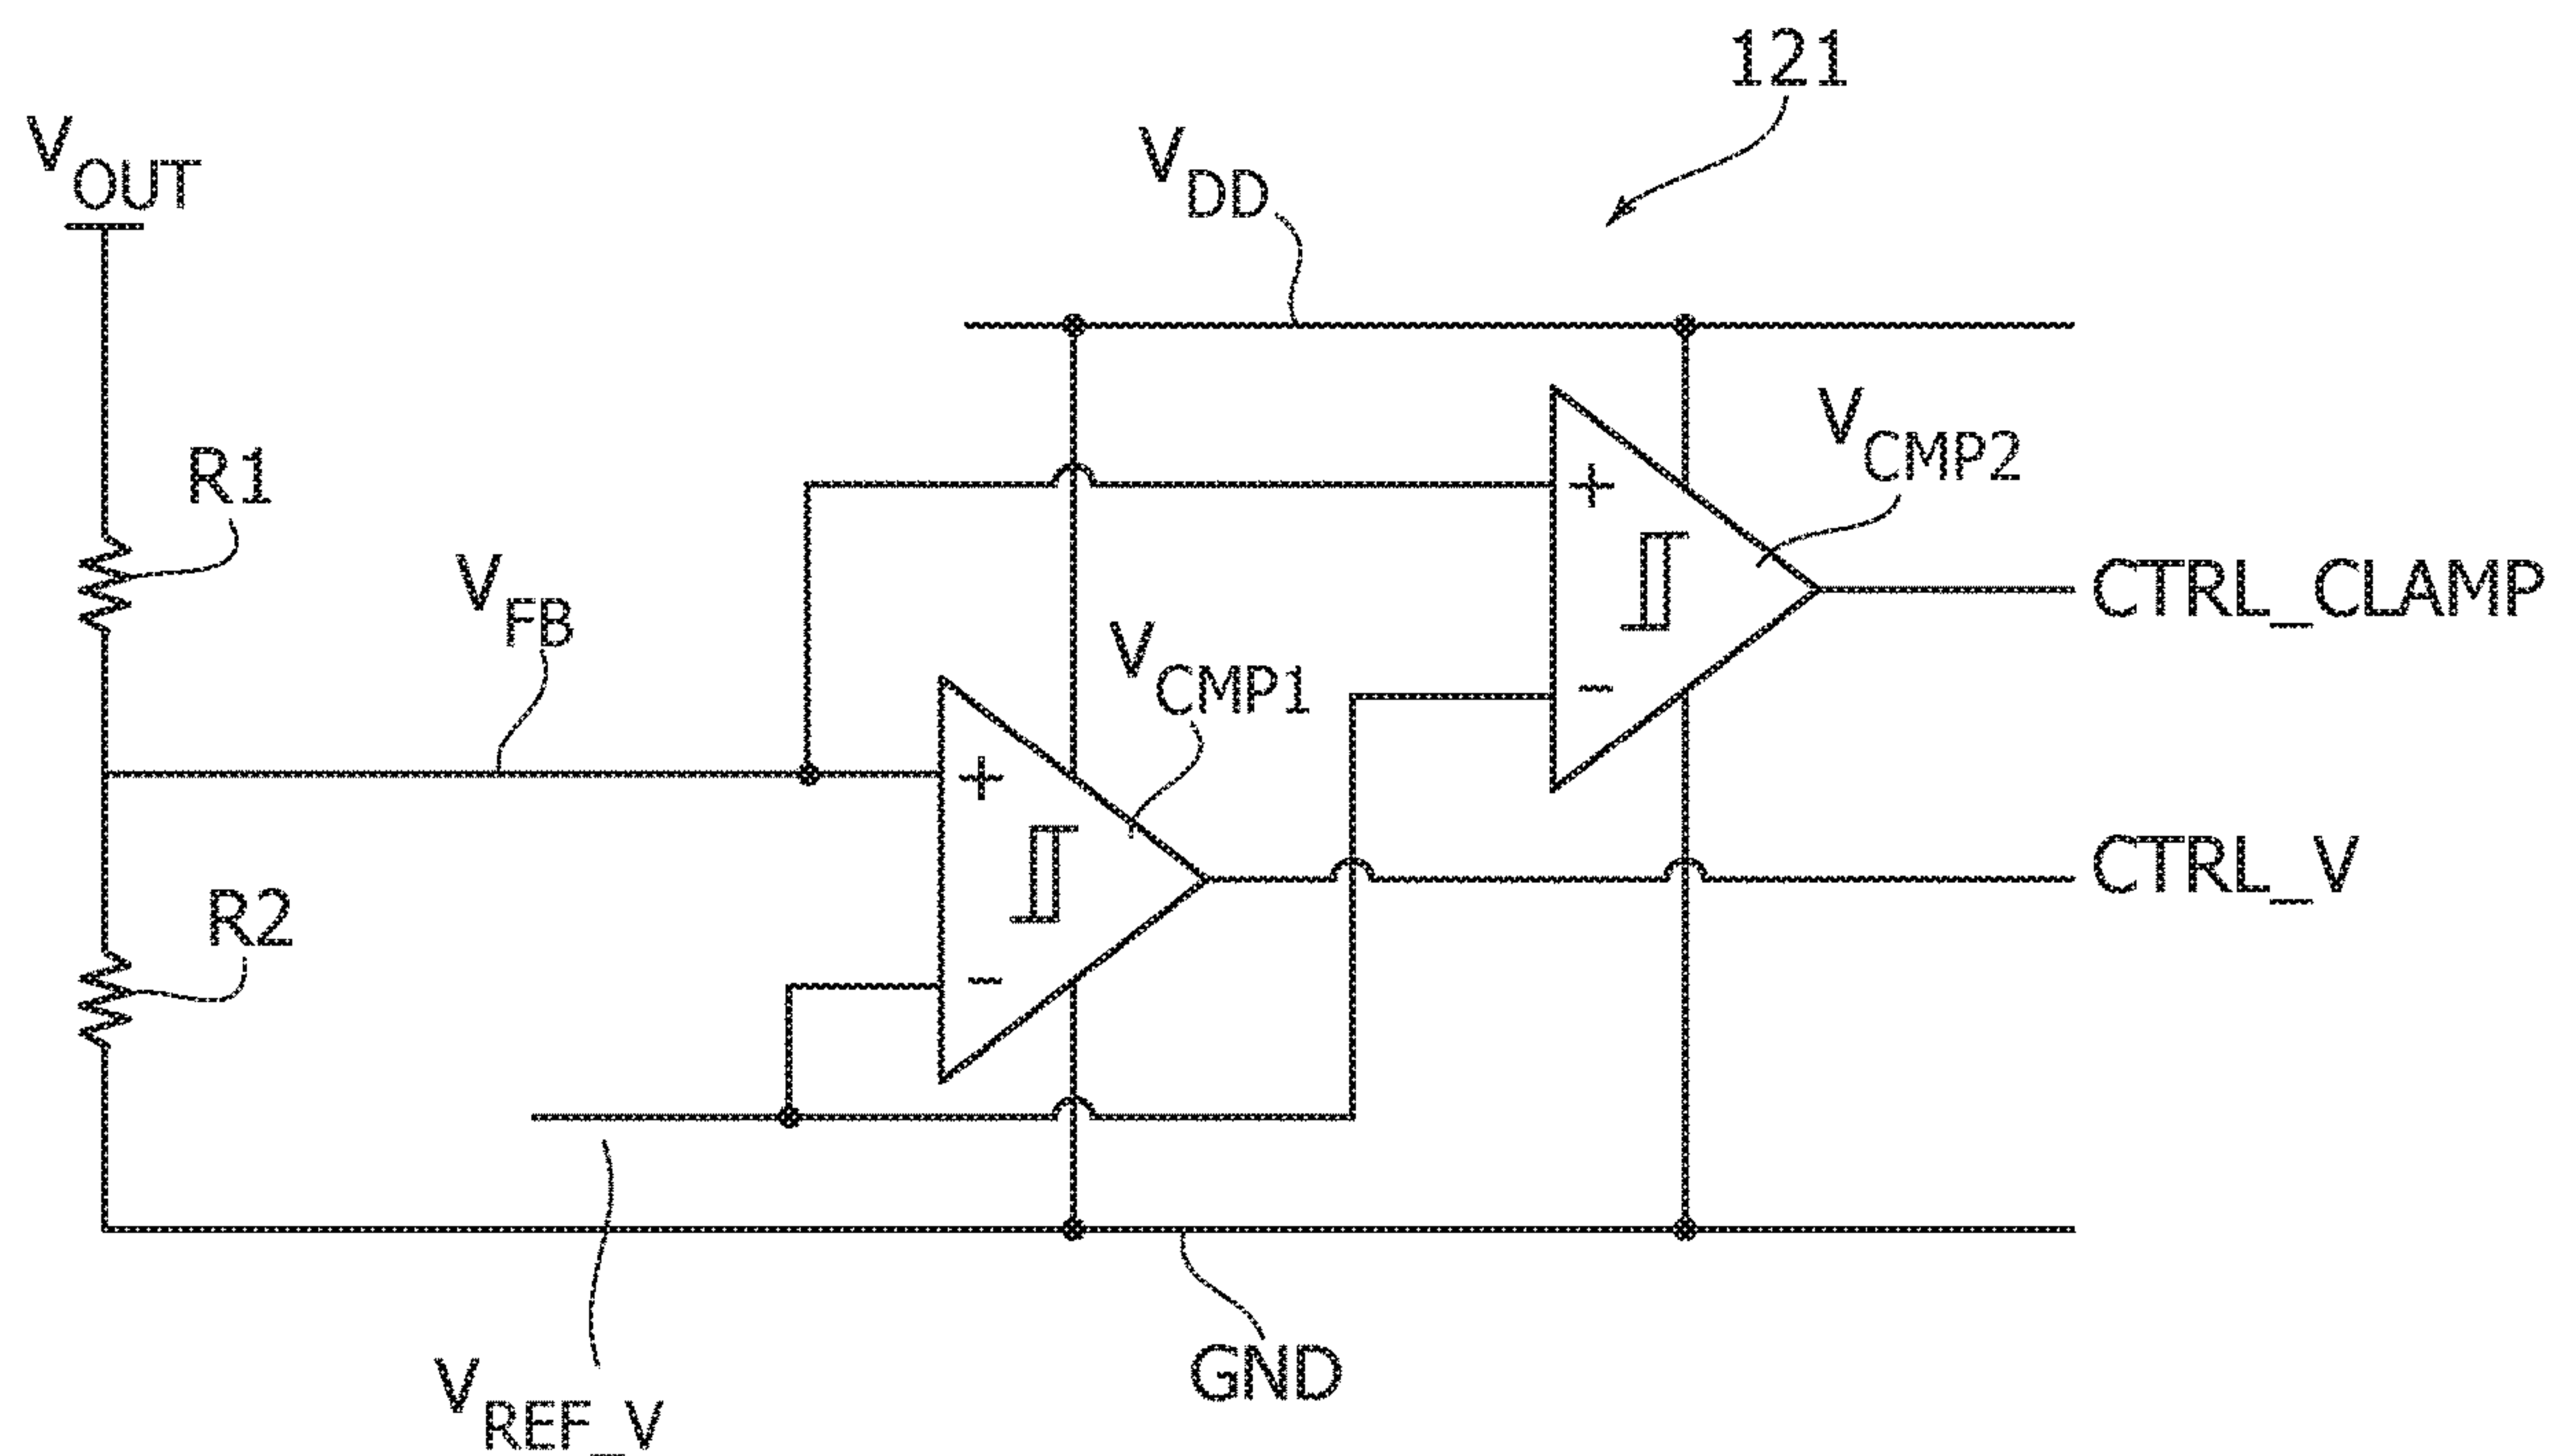 121
VOUT
VDD
R1
VCMP2
VFB
CTRL_CLAMP
VCMP1
+
−
+
−
CTRL_V
R2
GND
VREF_V